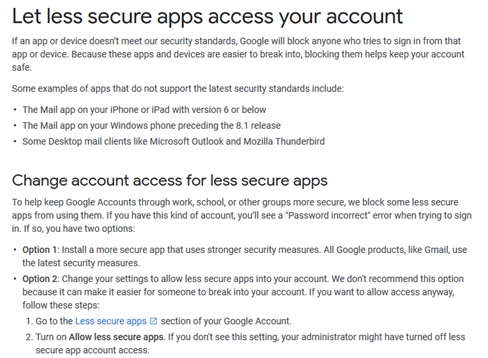 Let less secure apps access your account
If an app or device doesn't meet our security standards, Google will block anyone who tries to sign in from that
app or device. Because these apps and devices are easier to break into, blocking them helps keep your account
safe.
Some examples of apps that do not support the latest security standards include:
• The Mail app on your iPhone or iPad with version 6 or below
• The Mail app on your Windows phone preceding the 8.1 release
• Some Desktop mail clients like Microsoft Outlook and Mozilla Thunderbird
Change account access for less secure apps
To help keep Google Accounts through work, school, or other groups more secure, we block some less secure
apps from using them. If you have this kind of account, you'll see a "Password incorrect" error when trying to sign
in. If so, you have two options:
• Option 1: Install a more secure app that uses stronger security measures. All Google products, like Gmail, use
the latest security measures.
• Option 2: Change your settings to allow less secure apps into your account. We don't recommend this option
because it can make it easier for someone to break into your account. If you want to allow access anyway,
follow these steps:
1. Go to the Less secure apps section of your Google Account.
2. Turn on Allow less secure apps. If you don't see this setting, your administrator might have turned off less
secure app account access.